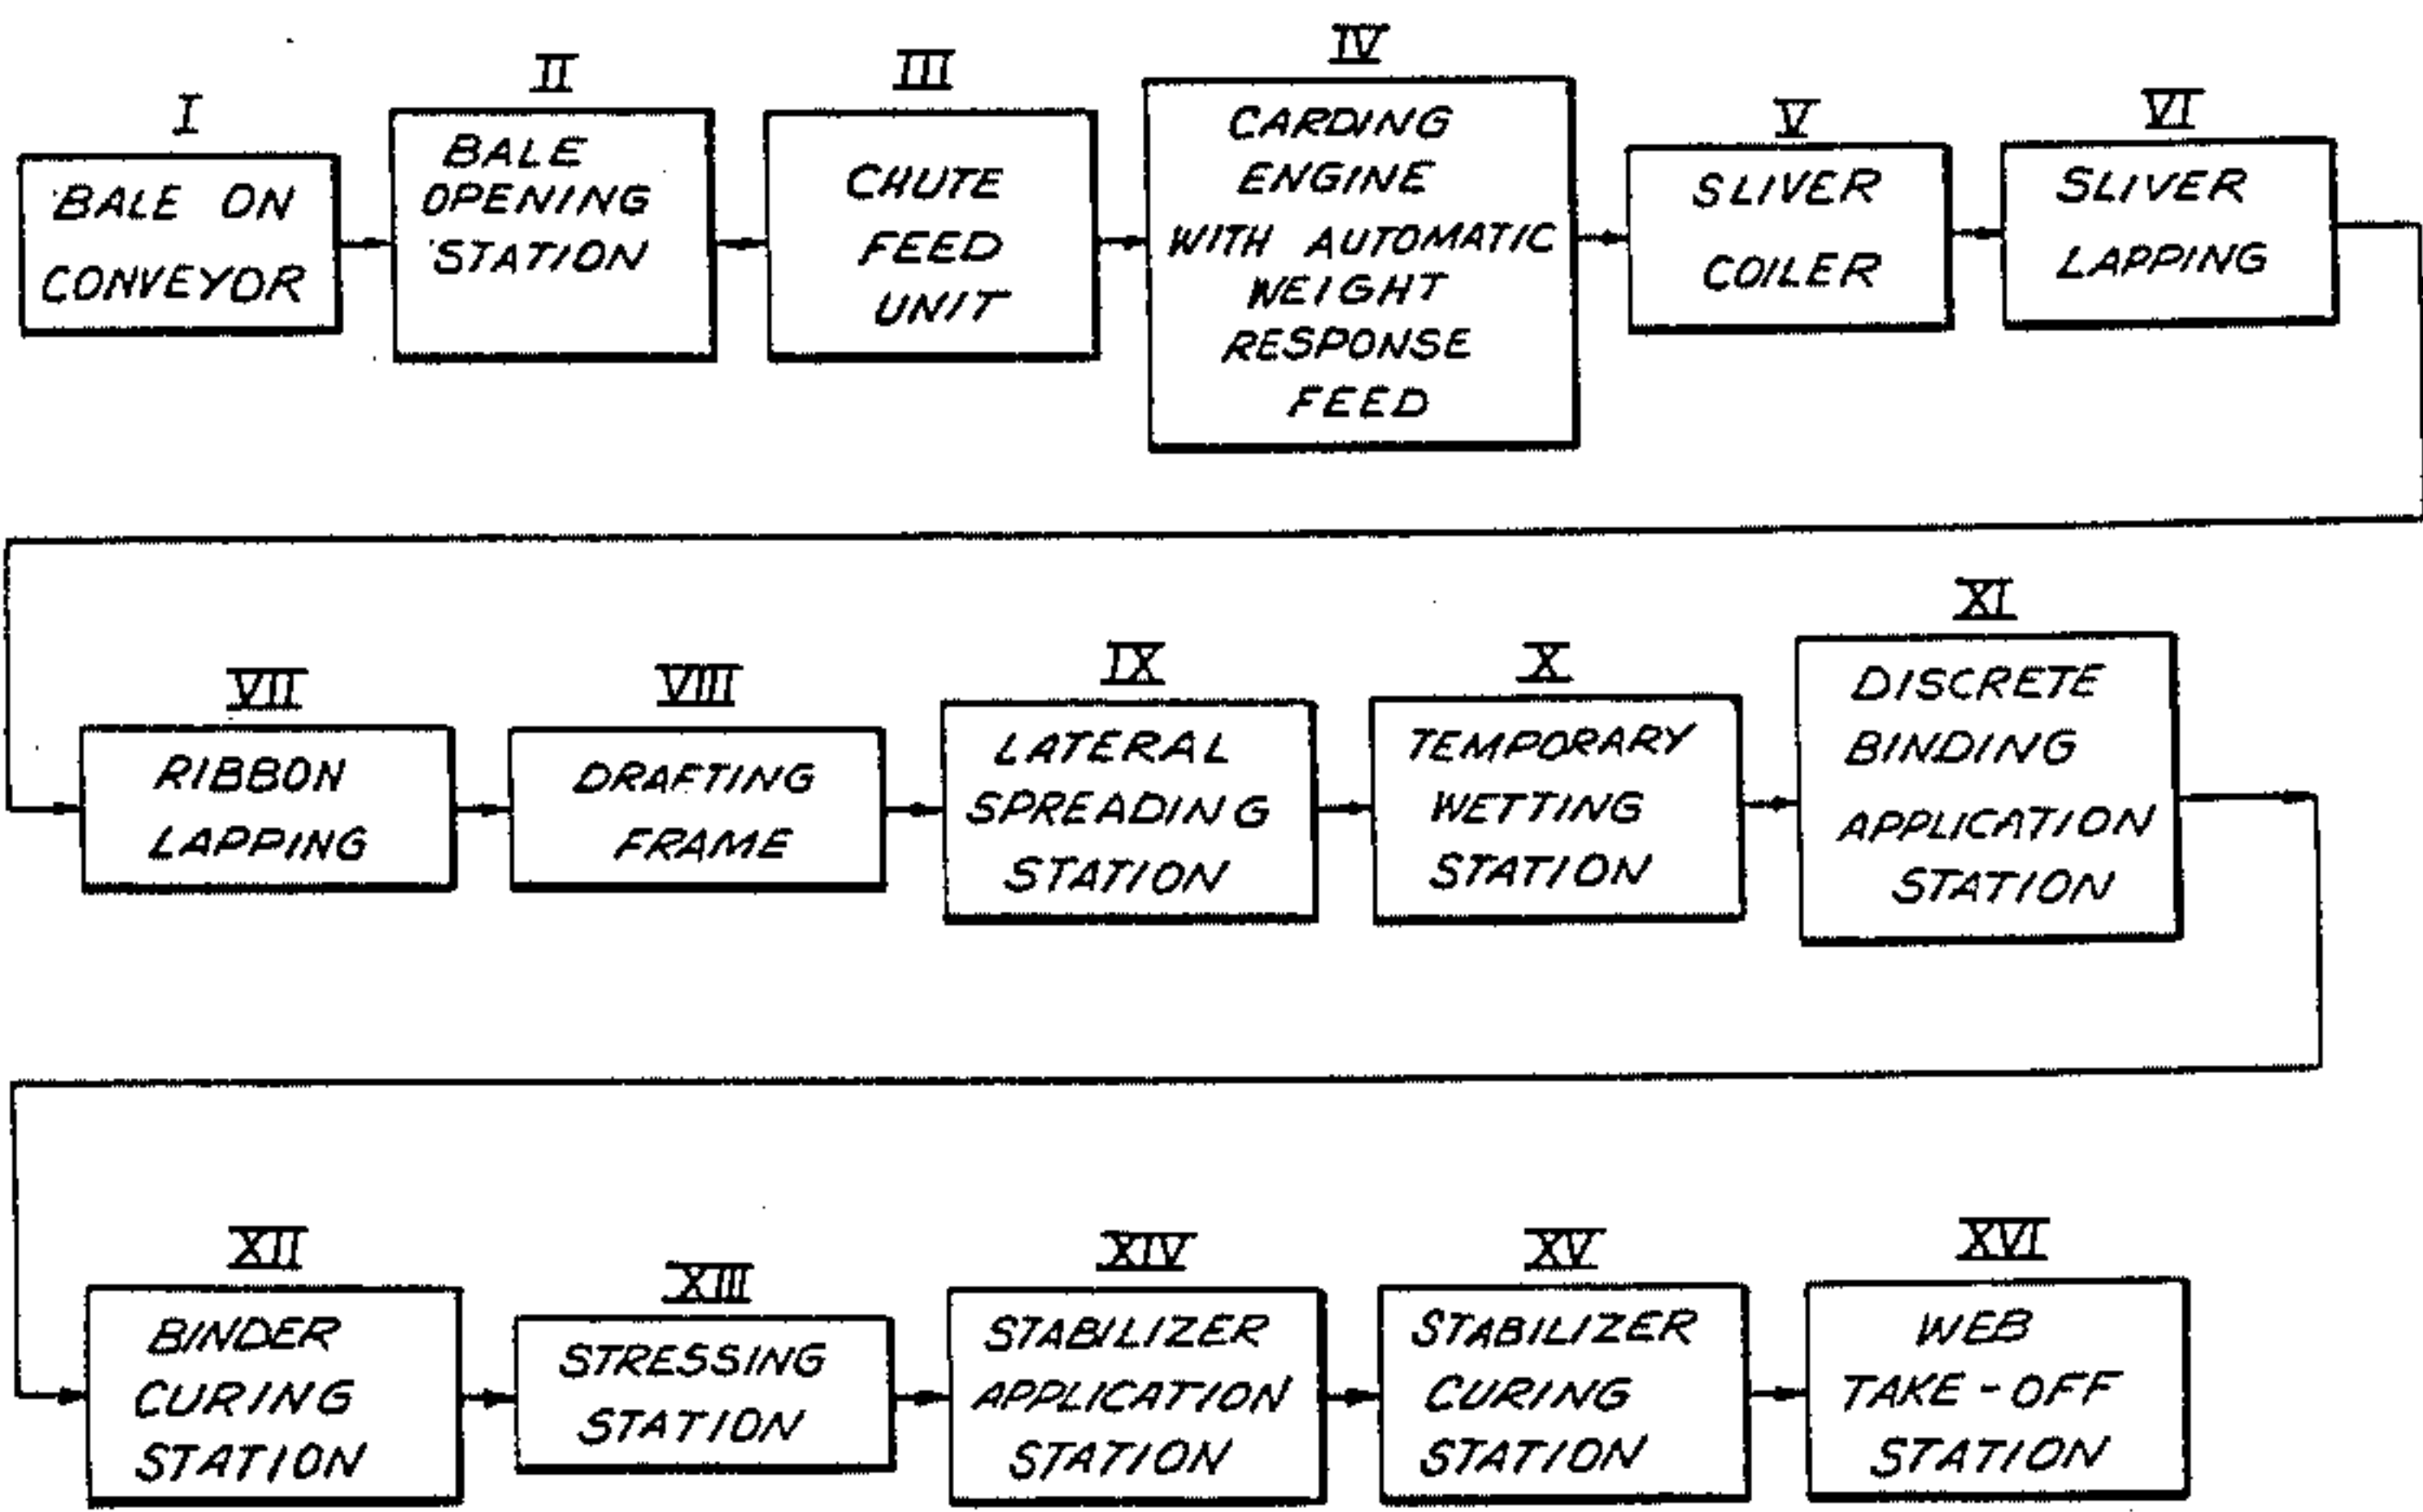 I
BALE ON
CONVEYOR
II
BALE
OPENING
STATION
III
CHUTE
FEED
UNIT
IV
CARDING
ENGINE
WITH AUTOMATIC
WEIGHT
RESPONSE
FEED
V
SLIVER
COILER
VI
SLIVER
LAPPING
VII
RIBBON
LAPPING
VIII
DRAFTING
FRAME
IX
LATERAL
SPREADING
STATION
X
TEMPORARY
WETTING
STATION
XI
DISCRETE
BINDING
APPLICATION
STATION
XII
BINDER
CURING
STATION
XIII
STRESSING
STATION
XIV
STABILIZER
APPLICATION
STATION
XV
STABILIZER
CURING
STATION
XVI
WEB
TAKE-OFF
STATION